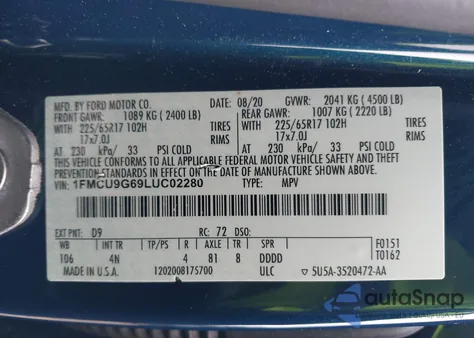 MFD. BY FORD MOTOR CO.
08/20 GVWR: 2041 KG (4500 LB)
FRONT GAWR: 1089 KG (2400 LB)
REAR GAWR: 1007 KG (2220 LB)
WITH 225/65R17 102H TIRES
17x7.0J RIMS
AT 230 kPa/ 33 PSI COLD
WITH 225/65R17 102H TIRES
17x7.0J RIMS
AT 230 kPa/ 33 PSI COLD
THIS VEHICLE CONFORMS TO ALL APPLICABLE FEDERAL MOTOR VEHICLE SAFETY AND THEFT
PREVENTION STANDARDS IN EFFECT ON THE DATE OF MANUFACTURE SHOWN ABOVE.
VIN: 1FMCU9G69LUC02280 TYPE: MPV
EXT PNT: D9 RC: 72 DSO:
WB INT TR TP/PS R AXLE TR SPR
106 4N 4 81 8 DDDD
F0151
T0162
MADE IN U.S.A. 1202008175700 ULC 5U5A-3520472-AA
autoSnap
www.autosnap.eu